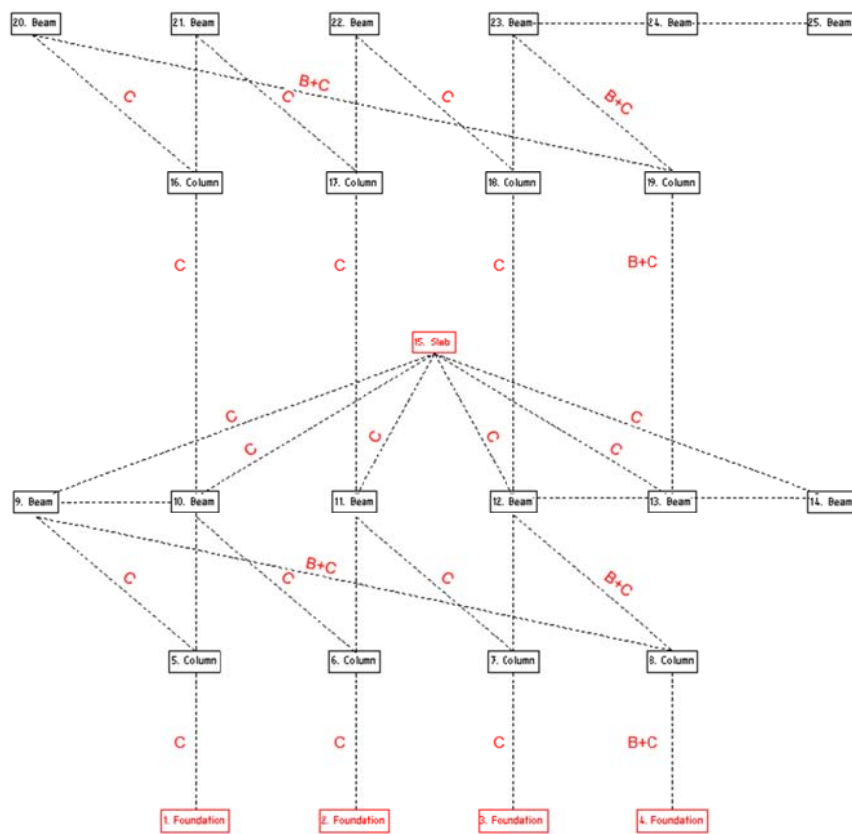 20. Beam
21. Beam
22. Beam
23. Beam
24. Beam
25. Beam
C
C
B+C
C
B+C
16. Column
17. Column
18. Column
19. Column
C
C
C
B+C
15. Slab
C
C
C
C
C
C
9. Beam
10. Beam
11. Beam
12. Beam
13. Beam
14. Beam
C
C
B+C
C
B+C
5. Column
6. Column
7. Column
8. Column
C
C
C
B+C
1. Foundation
2. Foundation
3. Foundation
4. Foundation